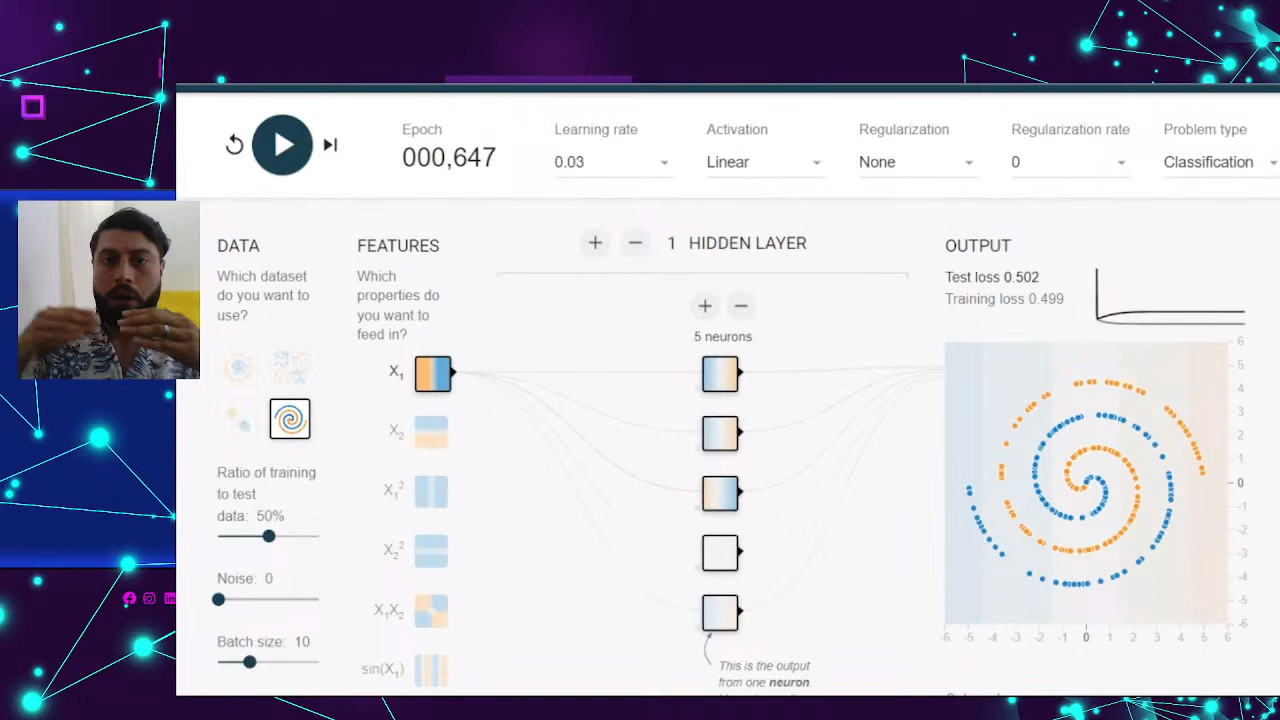 Epoch
000,647
Learning rate
0.03
Activation
Linear
Regularization
None
Regularization rate
0
Problem type
Classification
DATA
Which dataset
do you want to
use?
Ratio of training
to test
data: 50%
Noise: 0
Batch size: 10
FEATURES
Which
properties do
you want to
feed in?
X₁
X₂
X₁²
X₂²
X₁X₂
sin(X₁)
+ − 1 HIDDEN LAYER
+ −
5 neurons
This is the output
from one neuron.
OUTPUT
Test loss 0.502
Training loss 0.499
6
5
4
3
2
1
0
-1
-2
-3
-4
-5
-6
-6 -5 -4 -3 -2 -1 0 1 2 3 4 5 6